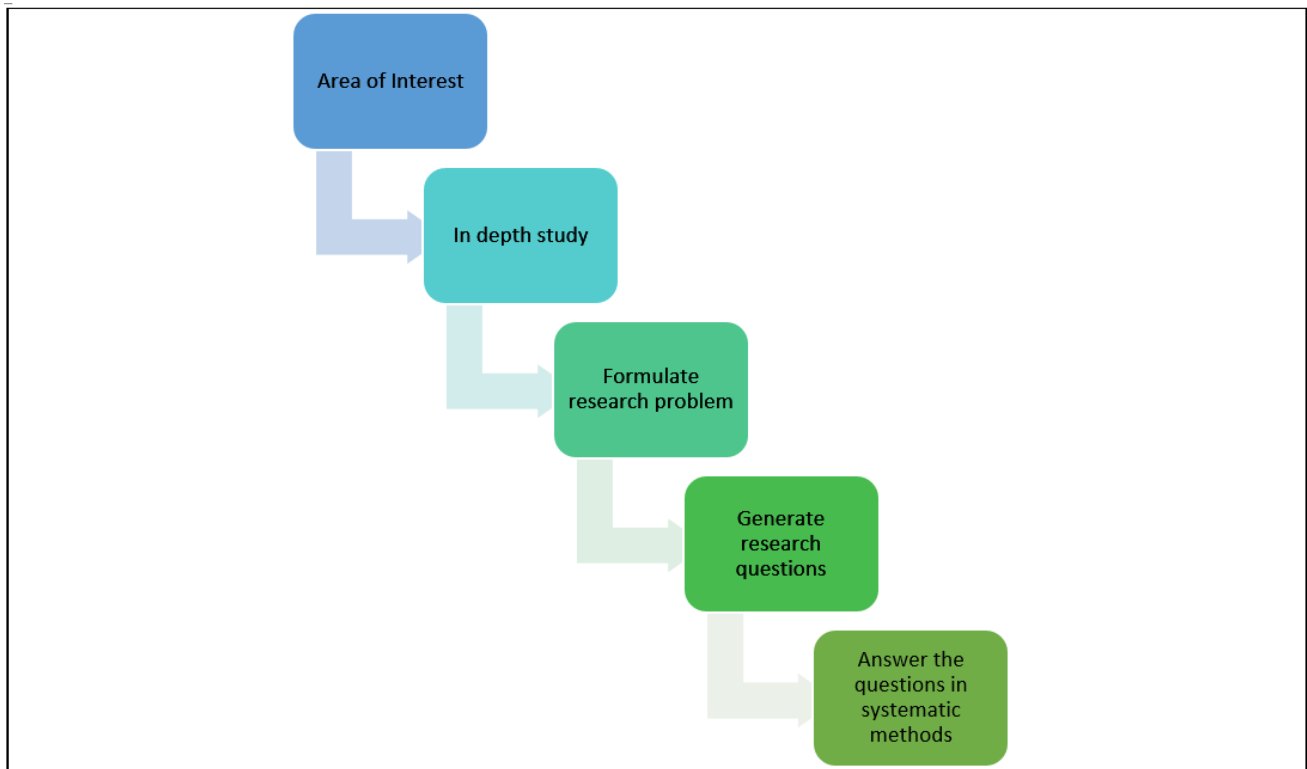 Area of Interest
In depth study
Formulate
research problem
Generate
research
questions
Answer the
questions in
systematic
methods